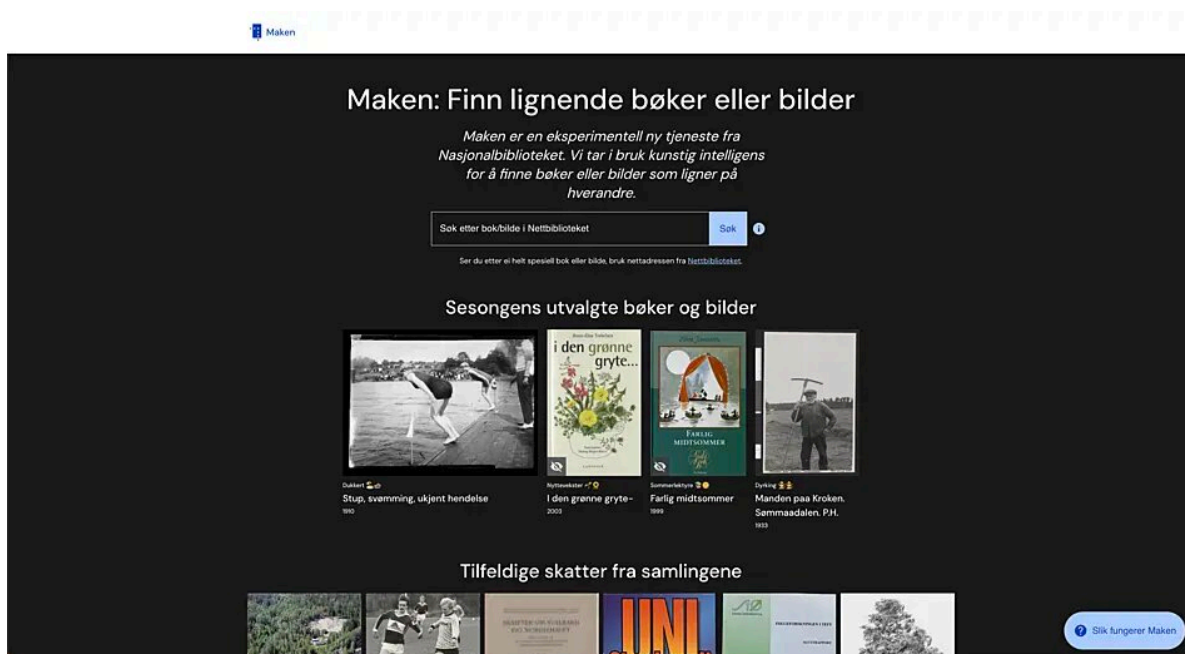 Maken
Maken: Finn lignende bøker eller bilder
Maken er en eksperimentell ny tjeneste fra
Nasjonalbiblioteket. Vi tar i bruk kunstig intelligens
for å finne bøker eller bilder som ligner på
hverandre.
Søk etter bok/bilde i Nettbiblioteket
Søk
Ser du etter ei helt spesiell bok eller bilde, bruk nettadressen fra Nettbiblioteket.
Sesongens utvalgte bøker og bilder
i den grønne
gryte...
FARLIG
MIDTSOMMER
Dukkert
Stup, svømming, ukjent hendelse
1910
Nyttevekster
I den grønne gryte-
2003
Sommerlektyre
Farlig midtsommer
1999
Dyrking
Manden paa Kroken.
Sømmaadalen. P.H.
1933
Tilfeldige skatter fra samlingene
UNI
Slik fungerer Maken